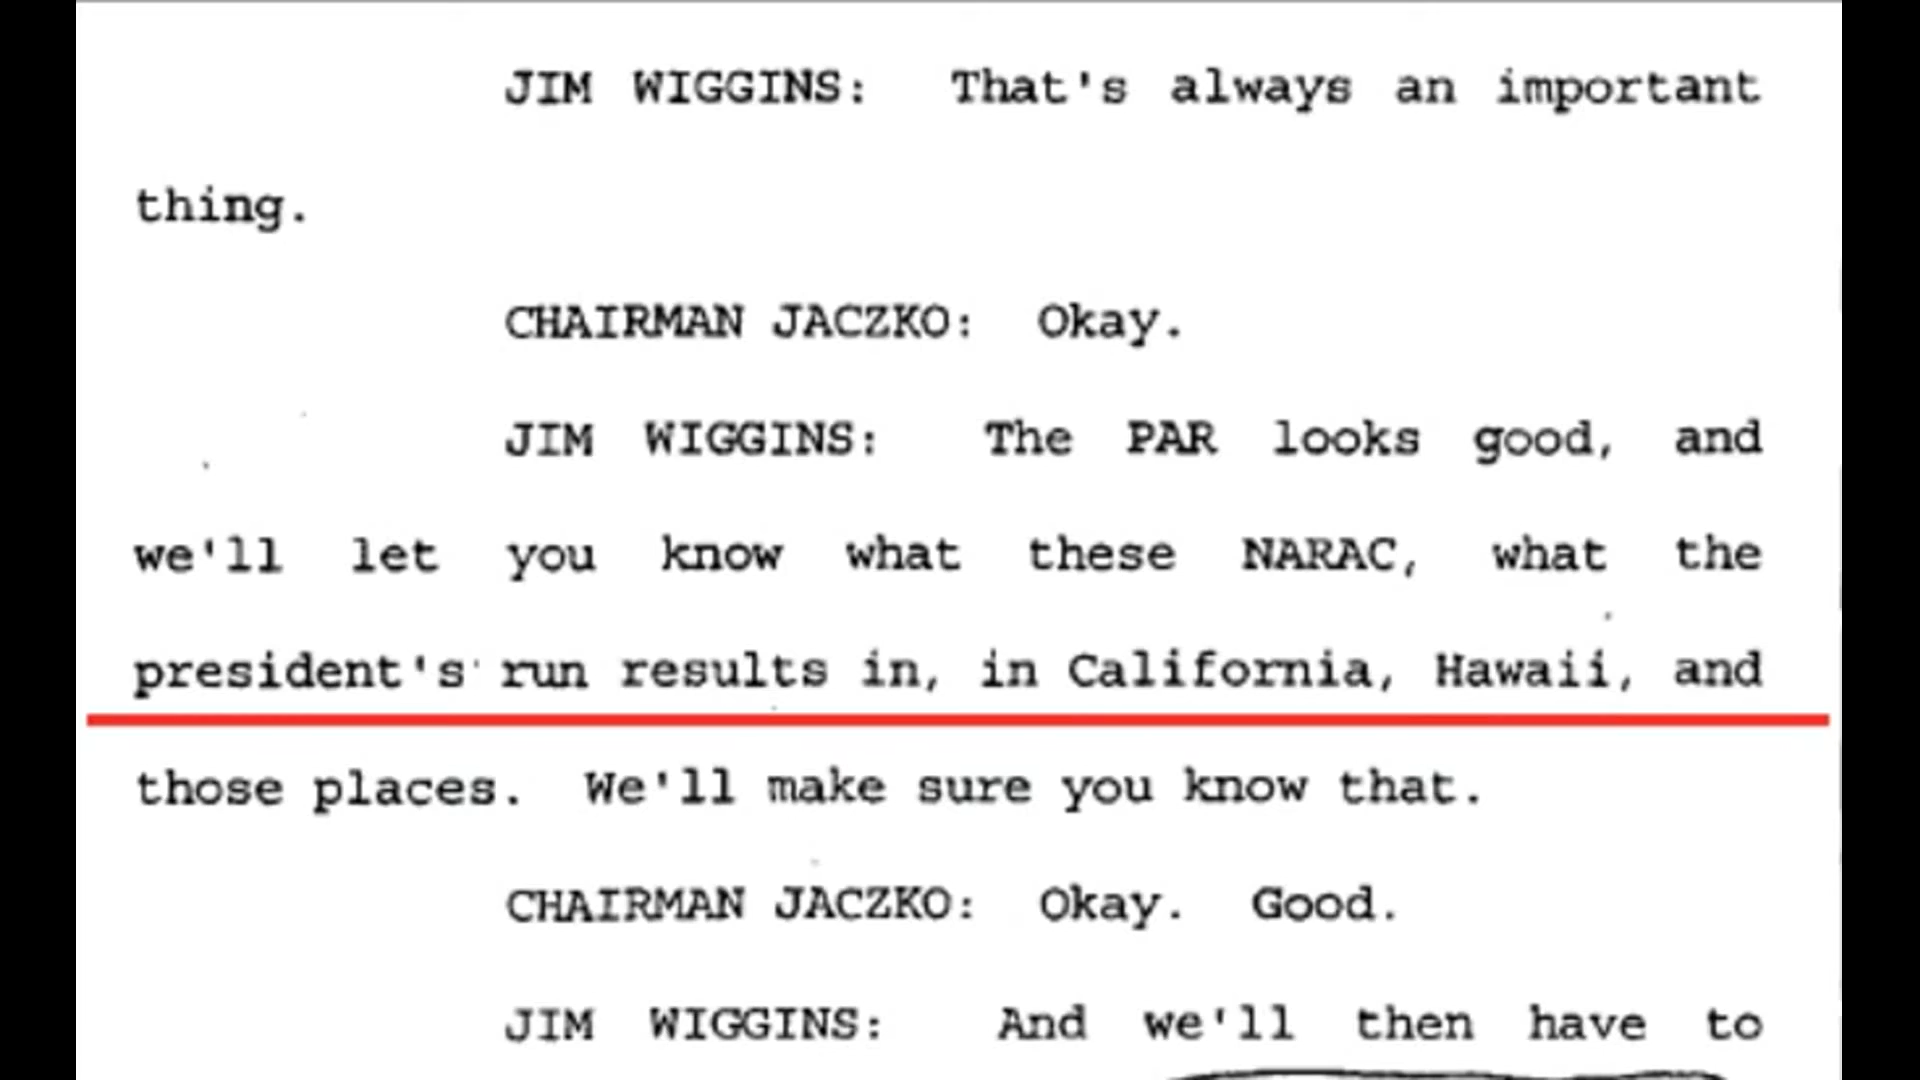 JIM WIGGINS: That's always an important
thing.
CHAIRMAN JACZKO: Okay.
JIM WIGGINS: The PAR looks good, and
we'll let you know what these NARAC, what the
president's run results in, in California, Hawaii, and
those places. We'll make sure you know that.
CHAIRMAN JACZKO: Okay. Good.
JIM WIGGINS: And we'll then have to